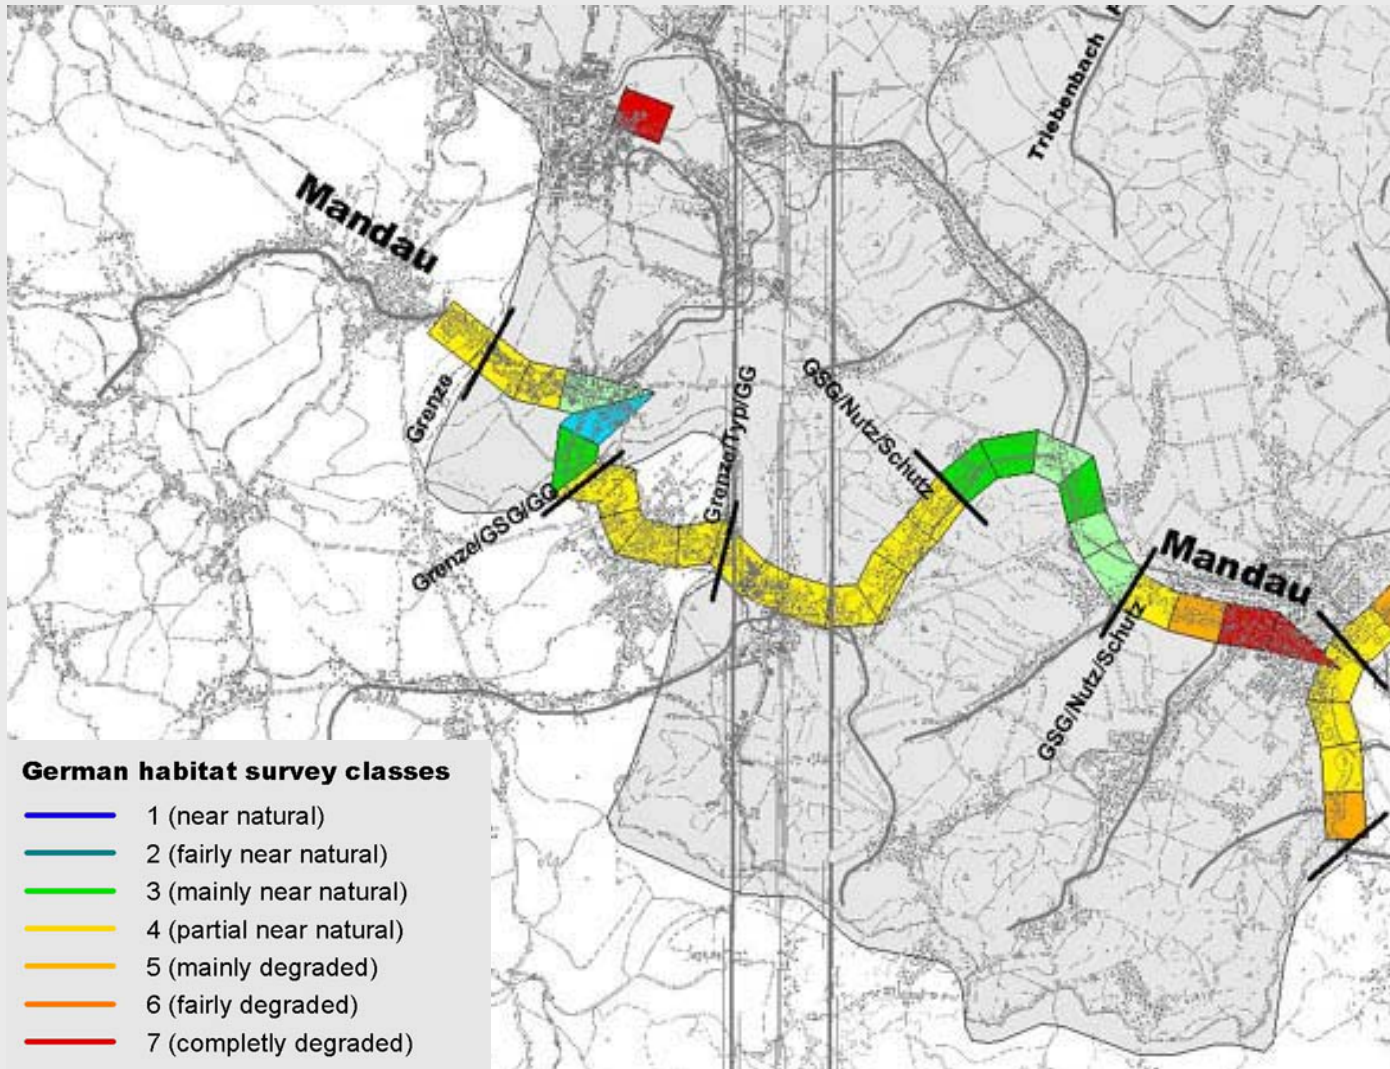 Triebenbach
Mandau
Grenze
Grenze/GSG/GG
Grenze/Typ/GG
GSG/Nutz/Schutz
Mandau
GSG/Nutz/Schutz
German habitat survey classes
1 (near natural)
2 (fairly near natural)
3 (mainly near natural)
4 (partial near natural)
5 (mainly degraded)
6 (fairly degraded)
7 (completly degraded)